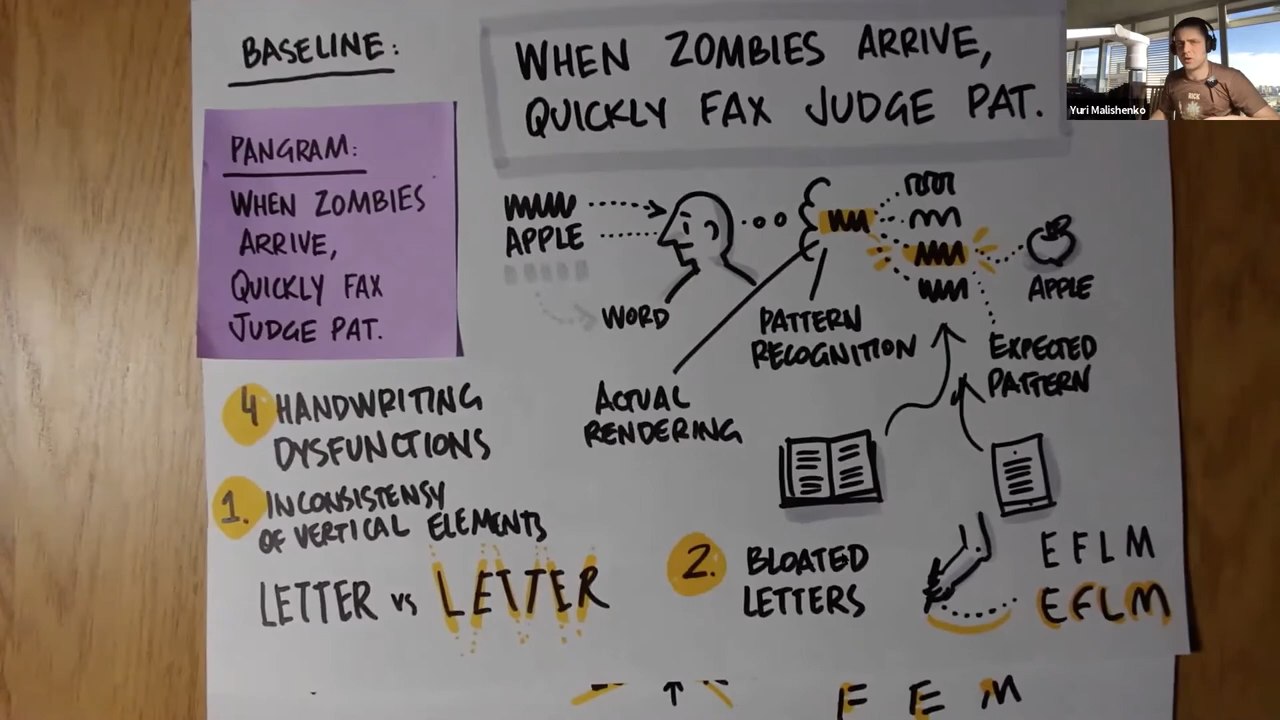 BASELINE:
WHEN ZOMBIES ARRIVE,
QUICKLY FAX JUDGE PAT.
Yuri Malishenko
PANGRAM:
WHEN ZOMBIES
ARRIVE,
QUICKLY FAX
JUDGE PAT.
APPLE
WORD
PATTERN
RECOGNITION
APPLE
EXPECTED
PATTERN
ACTUAL
RENDERING
4 HANDWRITING
DYSFUNCTIONS
1. INCONSISTENSY
OF VERTICAL ELEMENTS
LETTER VS LETTER
2. BLOATED
LETTERS
E F L M
E F L M
F E M